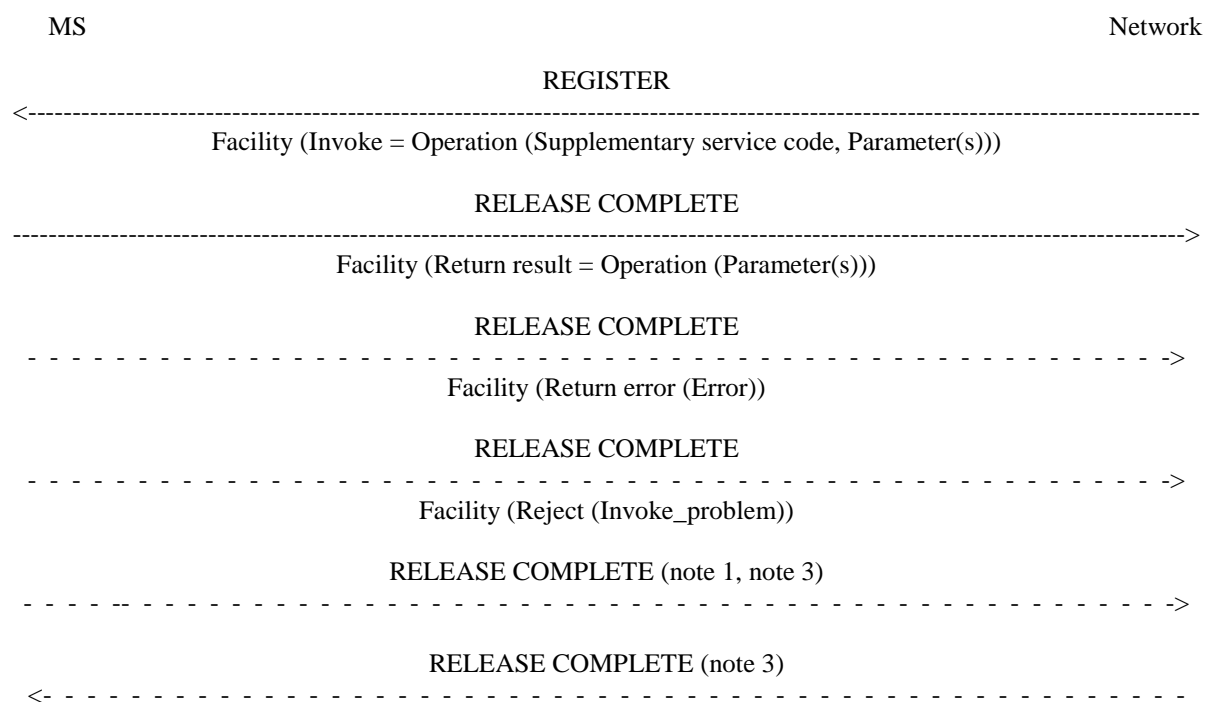 MS Network
REGISTER
Facility (Invoke = Operation (Supplementary service code, Parameter(s)))
RELEASE COMPLETE
Facility (Return result = Operation (Parameter(s)))
RELEASE COMPLETE
Facility (Return error (Error))
RELEASE COMPLETE
Facility (Reject (Invoke_problem))
RELEASE COMPLETE (note 1, note 3)
RELEASE COMPLETE (note 3)